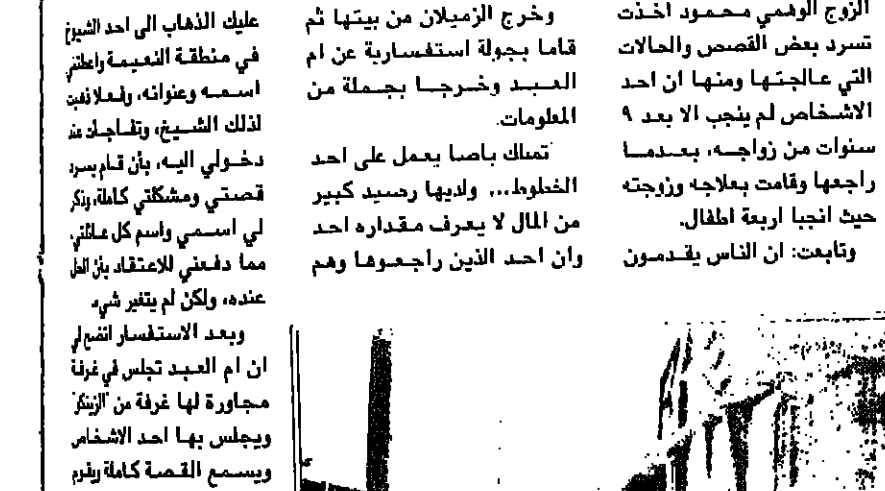 الزوج الوهمي محمود اخذت
تسرد بعض القصص والحالات
التي عالجتها ومنها ان احد
الاشخاص لم ينجب الا بعد ٩
سنوات من زواجه، بعدما
راجعها وقامت بعلاجه وزوجته
حيث انجبا اربعة اطفال.
وتابعت: ان الناس يقدمون
وخرج الزميلان من بيتها ثم
قاما بجولة استفسارية عن ام
العبد وخرجا بجملة من
المعلومات.
تملك باصا يعمل على احد
الخطوط... ولديها رصيد كبير
من المال لا يعرف مقداره احد
وان احد الذين راجعوها وهم
عليك الذهاب الى احد الشيوخ
في منطقة النعيمة واعطتني
اسمه وعنوانه، وفعلا ذهبت
لذلك الشيخ، وتفاجأت عند
دخولي اليه، بأن قام بسرد
قصتي ومشكلتي كاملة، وذكر
لي اسمي واسم كل عائلتي.
مما دفعني للاعتقاد بأن الحل
عنده، ولكن لم يتغير شيء
وبعد الاستفسار اتضح لي
ان ام العبد تجلس في غرفة
مجاورة لها غرفة من "الزينكو"
ويجلس بها احد الاشخاص
ويسمع القصة كاملة ويقوم